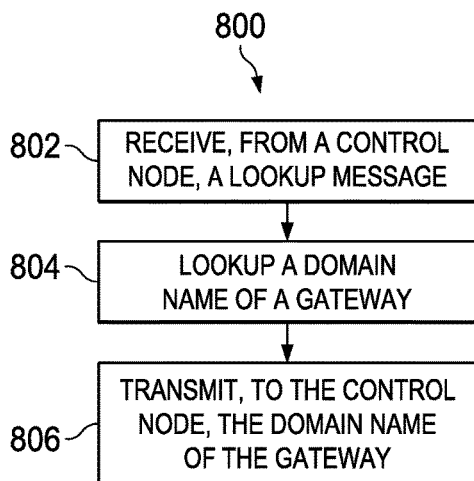 800
802
RECEIVE, FROM A CONTROL
NODE, A LOOKUP MESSAGE
804
LOOKUP A DOMAIN
NAME OF A GATEWAY
806
TRANSMIT, TO THE CONTROL
NODE, THE DOMAIN NAME
OF THE GATEWAY